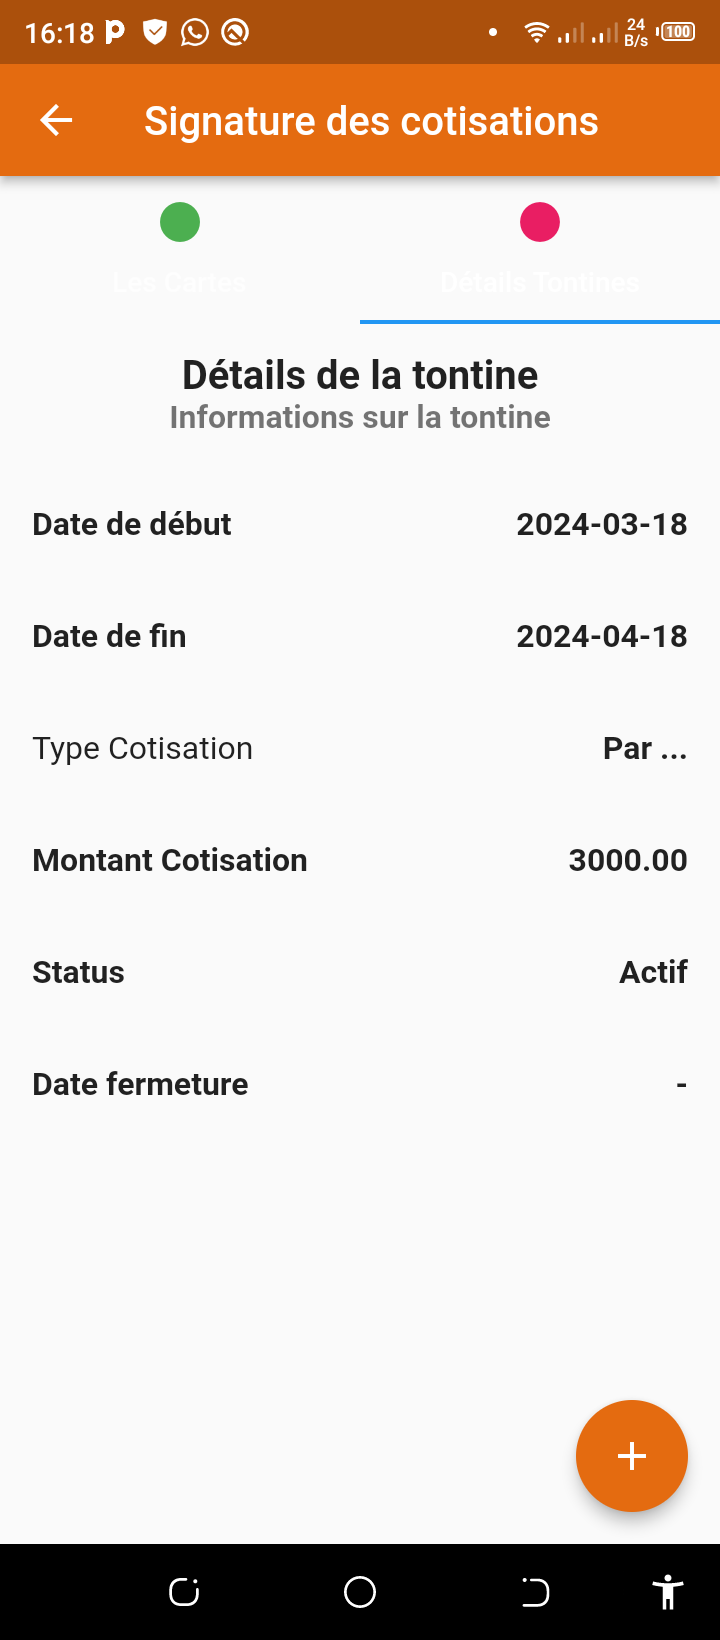 16:18
24
B/s
100
Signature des cotisations
Les Cartes
Détails Tontines
Détails de la tontine
Informations sur la tontine
Date de début 2024-03-18
Date de fin 2024-04-18
Type Cotisation Par ...
Montant Cotisation 3000.00
Status Actif
Date fermeture -